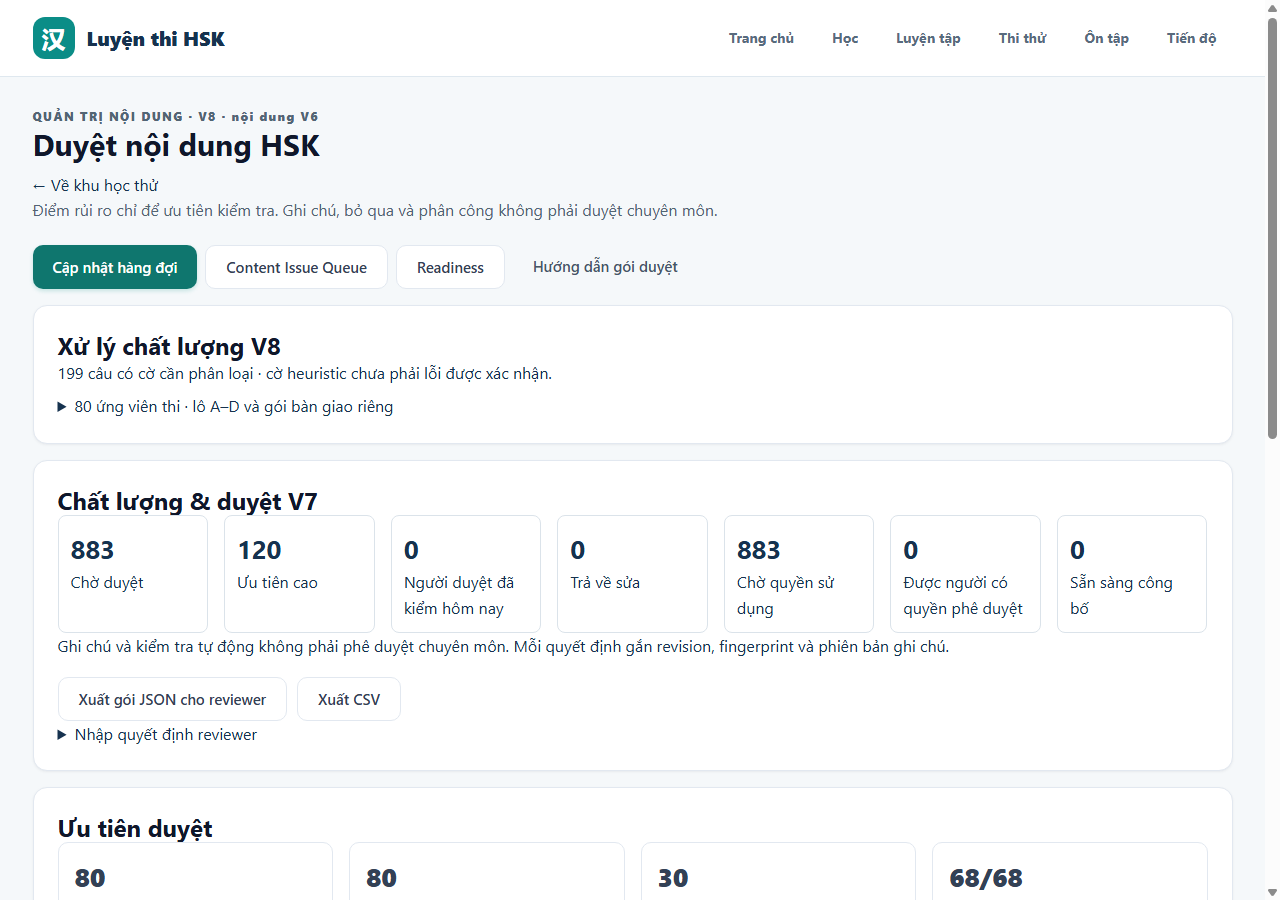 汉 Luyện thi HSK Trang chủ Học Luyện tập Thi thử Ôn tập Tiến độ
QUẢN TRỊ NỘI DUNG · V8 · nội dung V6
Duyệt nội dung HSK
← Về khu học thử
Điểm rủi ro chỉ để ưu tiên kiểm tra. Ghi chú, bỏ qua và phân công không phải duyệt chuyên môn.
Cập nhật hàng đợi Content Issue Queue Readiness Hướng dẫn gói duyệt
Xử lý chất lượng V8
199 câu có cờ cần phân loại · cờ heuristic chưa phải lỗi được xác nhận.
▶ 80 ứng viên thi · lô A–D và gói bàn giao riêng
Chất lượng & duyệt V7
883
Chờ duyệt
120
Ưu tiên cao
0
Người duyệt đã
kiểm hôm nay
0
Trả về sửa
883
Chờ quyền sử
dụng
0
Được người có
quyền phê duyệt
0
Sẵn sàng công
bố
Ghi chú và kiểm tra tự động không phải phê duyệt chuyên môn. Mỗi quyết định gắn revision, fingerprint và phiên bản ghi chú.
Xuất gói JSON cho reviewer Xuất CSV
▶ Nhập quyết định reviewer
Ưu tiên duyệt
80 80 30 68/68